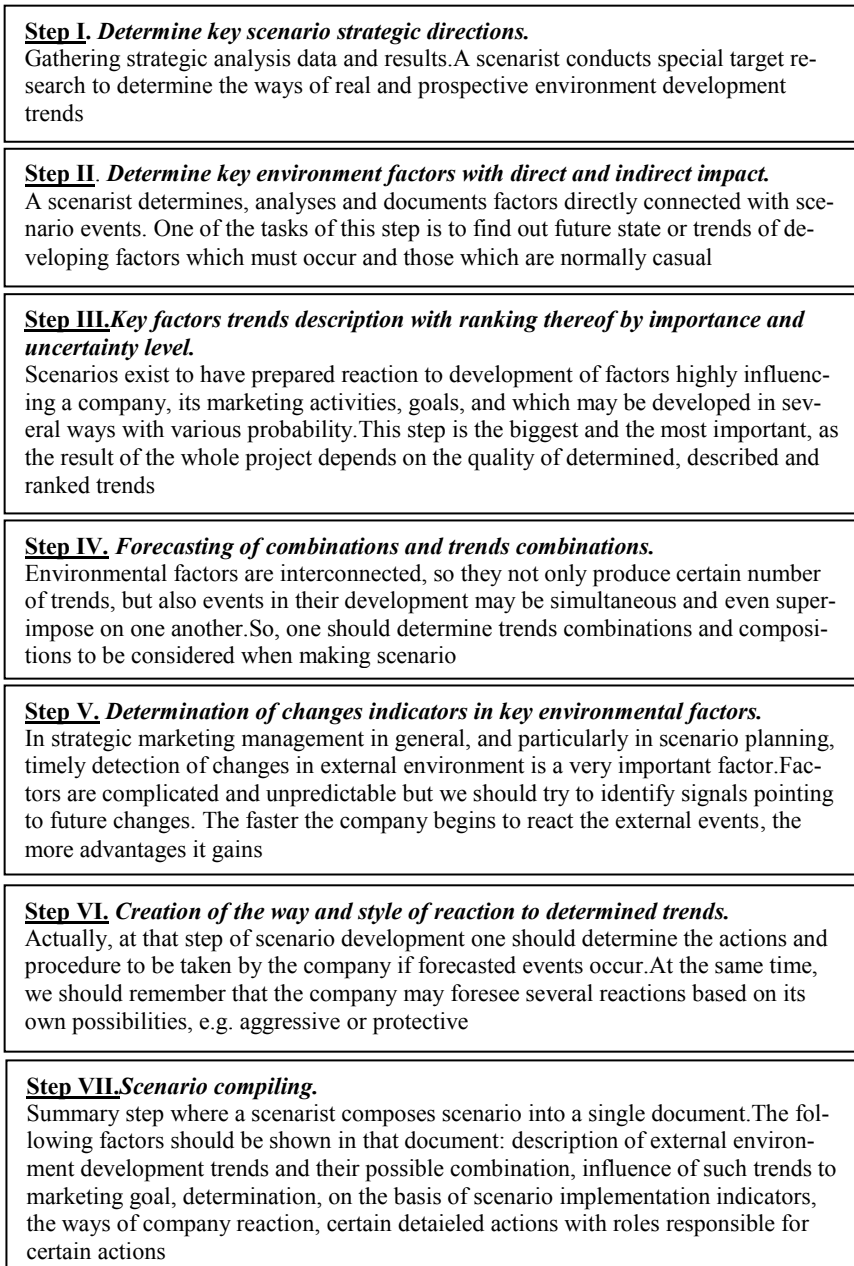 Step I. Determine key scenario strategic directions.
Gathering strategic analysis data and results.A scenarist conducts special target re-
search to determine the ways of real and prospective environment development
trends
Step II. Determine key environment factors with direct and indirect impact.
A scenarist determines, analyses and documents factors directly connected with sce-
nario events. One of the tasks of this step is to find out future state or trends of de-
veloping factors which must occur and those which are normally casual
Step III.Key factors trends description with ranking thereof by importance and
uncertainty level.
Scenarios exist to have prepared reaction to development of factors highly influenc-
ing a company, its marketing activities, goals, and which may be developed in sev-
eral ways with various probability.This step is the biggest and the most important, as
the result of the whole project depends on the quality of determined, described and
ranked trends
Step IV. Forecasting of combinations and trends combinations.
Environmental factors are interconnected, so they not only produce certain number
of trends, but also events in their development may be simultaneous and even super-
impose on one another.So, one should determine trends combinations and composi-
tions to be considered when making scenario
Step V. Determination of changes indicators in key environmental factors.
In strategic marketing management in general, and particularly in scenario planning,
timely detection of changes in external environment is a very important factor.Fac-
tors are complicated and unpredictable but we should try to identify signals pointing
to future changes. The faster the company begins to react the external events, the
more advantages it gains
Step VI. Creation of the way and style of reaction to determined trends.
Actually, at that step of scenario development one should determine the actions and
procedure to be taken by the company if forecasted events occur.At the same time,
we should remember that the company may foresee several reactions based on its
own possibilities, e.g. aggressive or protective
Step VII.Scenario compiling.
Summary step where a scenarist composes scenario into a single document.The fol-
lowing factors should be shown in that document: description of external environ-
ment development trends and their possible combination, influence of such trends to
marketing goal, determination, on the basis of scenario implementation indicators,
the ways of company reaction, certain detaieled actions with roles responsible for
certain actions